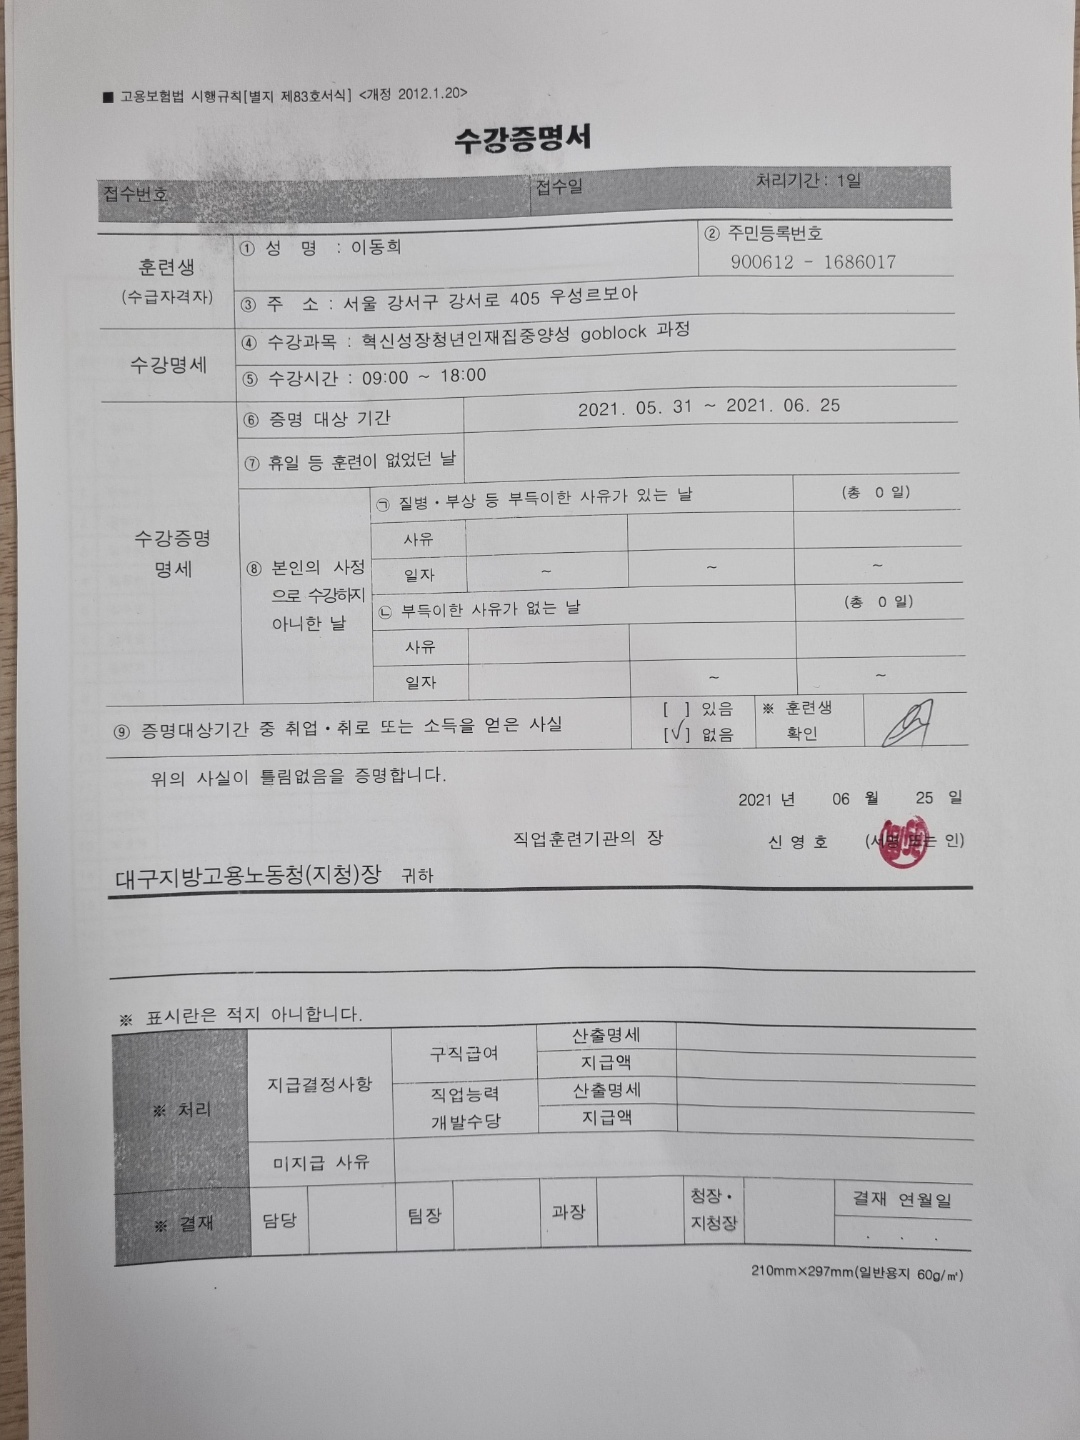 ■ 고용보험법 시행규칙[별지 제83호서식] <개정 2012.1.20>
수강증명서
접수번호 접수일 처리기간 : 1일
훈련생
(수급자격자)
① 성 명 : 이동희
② 주민등록번호
900612 - 1686017
③ 주 소 : 서울 강서구 강서로 405 우성르보아
수강명세
④ 수강과목 : 혁신성장청년인재집중양성 goblock 과정
⑤ 수강시간 : 09:00 ~ 18:00
수강증명
명세
⑥ 증명 대상 기간 2021. 05. 31 ~ 2021. 06. 25
⑦ 휴일 등 훈련이 없었던 날
⑧ 본인의 사정
으로 수강하지
아니한 날
㉠ 질병・부상 등 부득이한 사유가 있는 날 (총 0 일)
사유
일자 ~ ~ ~
㉡ 부득이한 사유가 없는 날 (총 0 일)
사유
일자 ~ ~
⑨ 증명대상기간 중 취업・취로 또는 소득을 얻은 사실
[ ] 있음
[√] 없음
※ 훈련생
확인
위의 사실이 틀림없음을 증명합니다.
2021 년 06 월 25 일
직업훈련기관의 장 신 영 호 (서명 또는 인)
대구지방고용노동청(지청)장 귀하
※ 표시란은 적지 아니합니다.
※ 처리
지급결정사항
구직급여
산출명세
지급액
직업능력
개발수당
산출명세
지급액
미지급 사유
※ 결재
담당
팀장
과장
청장・
지청장
결재 연월일
. . .
210mm×297mm(일반용지 60g/㎡)